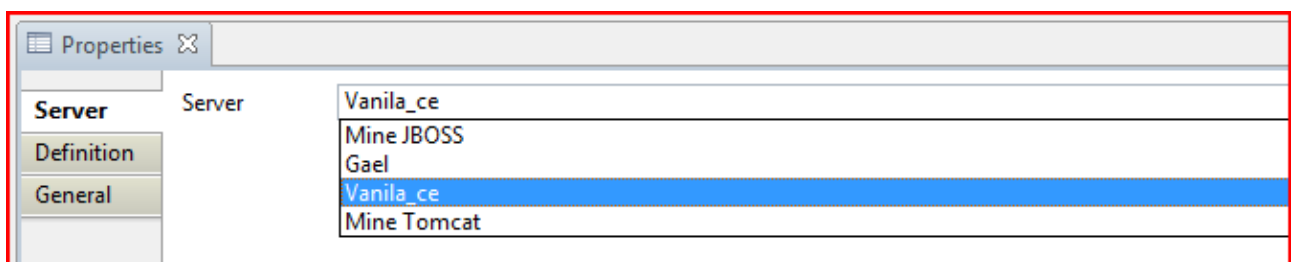 Properties
Server
Server
Vanila_ce
Mine JBOSS
Definition
Gael
General
Vanila_ce
Mine Tomcat